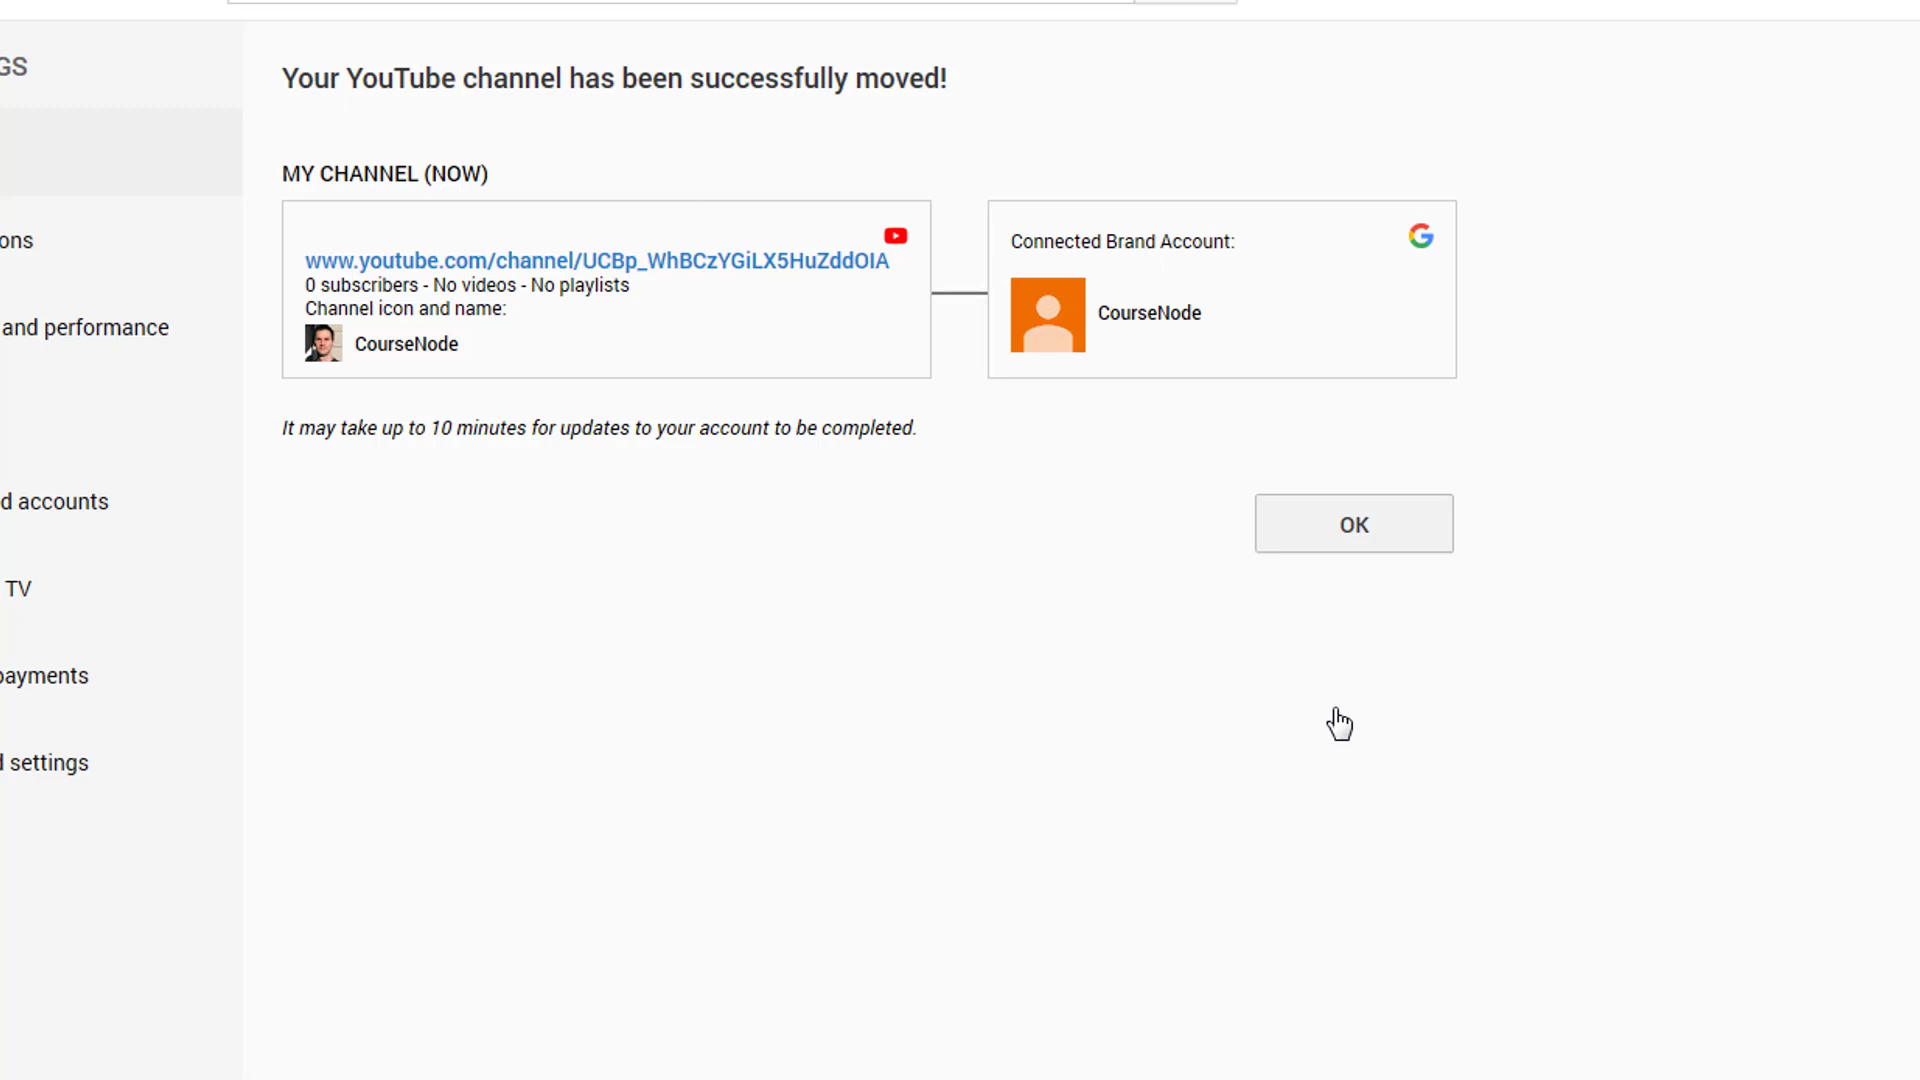 GS
ons
and performance
d accounts
TV
payments
d settings
Your YouTube channel has been successfully moved!
MY CHANNEL (NOW)
www.youtube.com/channel/UCBp_WhBCzYGiLX5HuZddOIA
0 subscribers - No videos - No playlists
Channel icon and name:
CourseNode
Connected Brand Account:
CourseNode
It may take up to 10 minutes for updates to your account to be completed.
OK